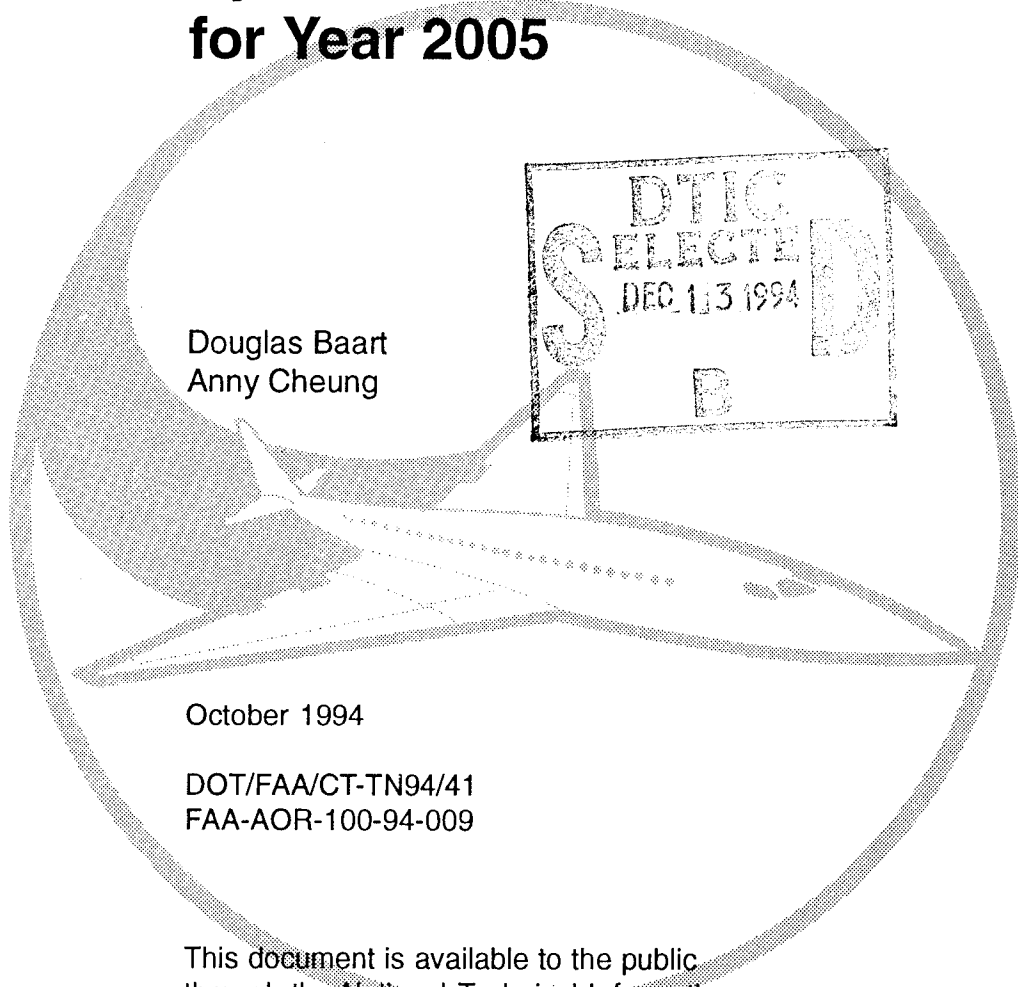 for Year 2005
DTIC
SELECTED
DEC 13 1994
B
Douglas Baart
Anny Cheung
October 1994
DOT/FAA/CT-TN94/41
FAA-AOR-100-94-009
This document is available to the public